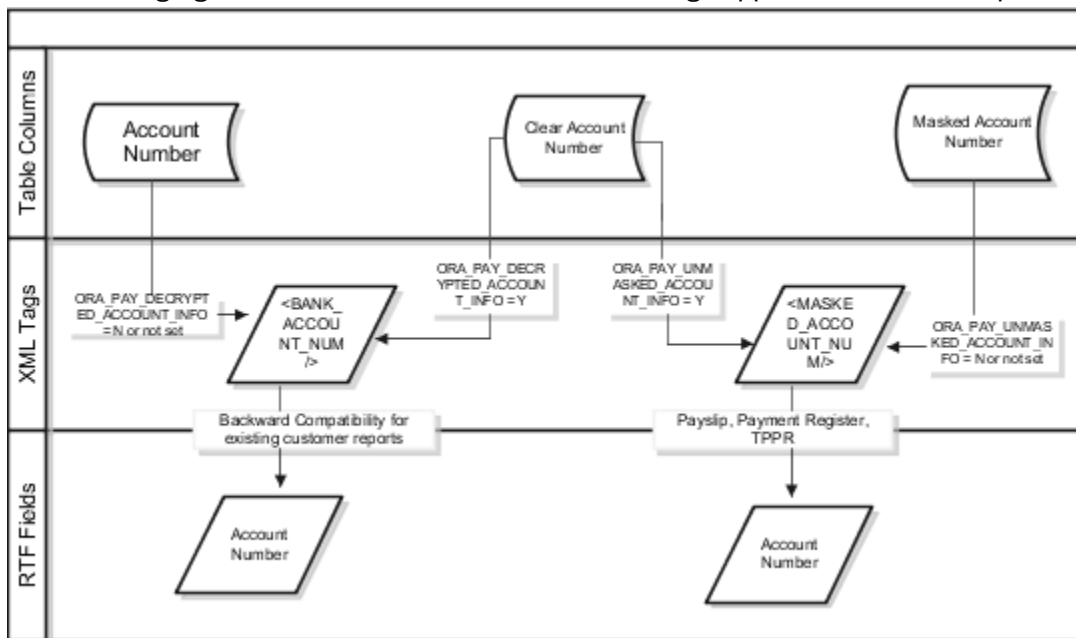 Table Columns
Account
Number
Clear Account
Number
Masked Account
Number
XML Tags
ORA_PAY_DECRYPT
ED_ACCOUNT_INFO
= N or not set
<BANK_
ACCOU
NT_NUM
/>
ORA_PAY_DECR
YPTED_ACCOUN
T_INFO = Y
ORA_PAY_UNM
ASKED_ACCOU
NT_INFO = Y
<MASKE
D_ACCO
UNT_NU
M/>
ORA_PAY_UNMAS
KED_ACCOUNT_IN
FO = N or not set
Backward Compatibility for
existing customer reports
Payslip, Payment Register,
TPPR
RTF Fields
Account
Number
Account
Number